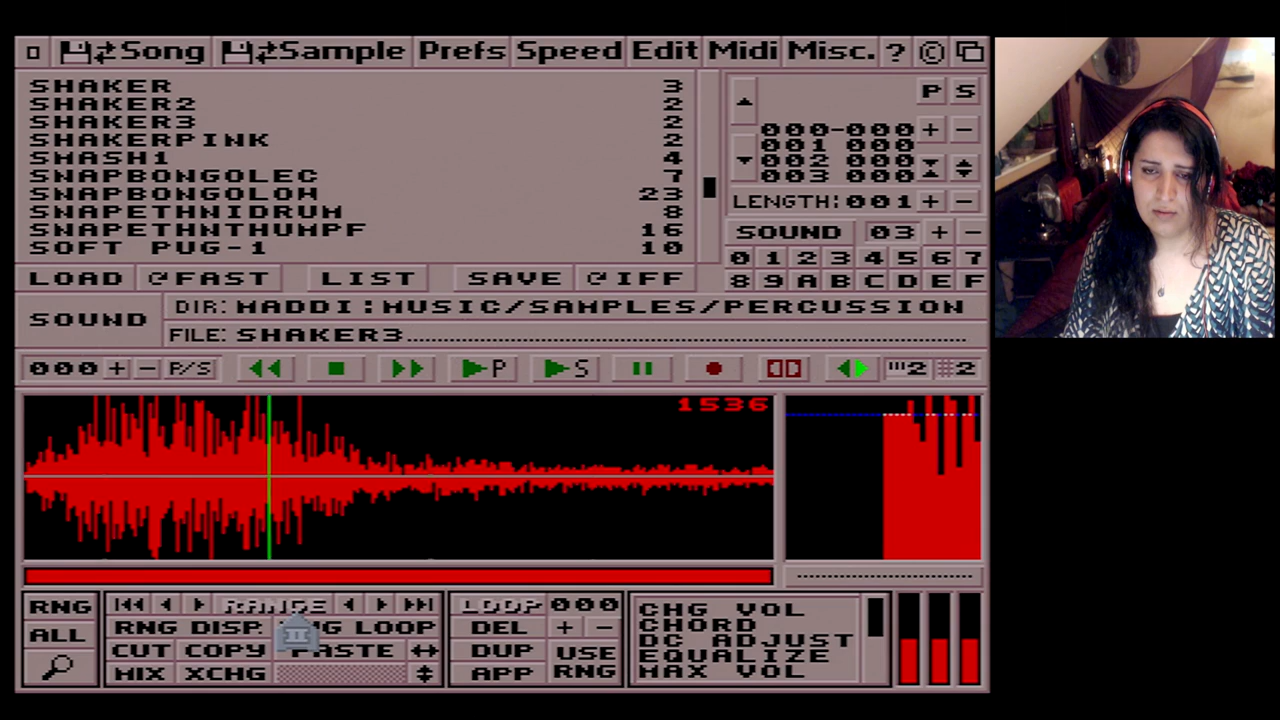 Song Sample Prefs Speed Edit Midi Misc. ? ©
SHAKER 3
SHAKER2 2
SHAKER3 2
SHAKERPINK 2
SMASH1 4
SNAPBONGOLEC 7
SNAPBONGOLOW 23
SNAPETHNIDRUM 8
SNAPETHNTHUMPF 16
SOFT PUG-1 10
P S
000-000 + -
001 000
002 000
003 000
LENGTH:001 + -
SOUND 03 + -
0 1 2 3 4 5 6 7
8 9 A B C D E F
LOAD FAST LIST SAVE IFF
SOUND
DIR: MADDI:MUSIC/SAMPLES/PERCUSSION
FILE: SHAKER3
000 + - P/S P S 2 2
1536
RNG
ALL
RANGE
RNG DISP. LOOP
CUT COPY PASTE
MIX XCHG
LOOP 000
DEL + -
DUP USE
APP RNG
CHG VOL
CHORD
DC ADJUST
EQUALIZE
MAX VOL